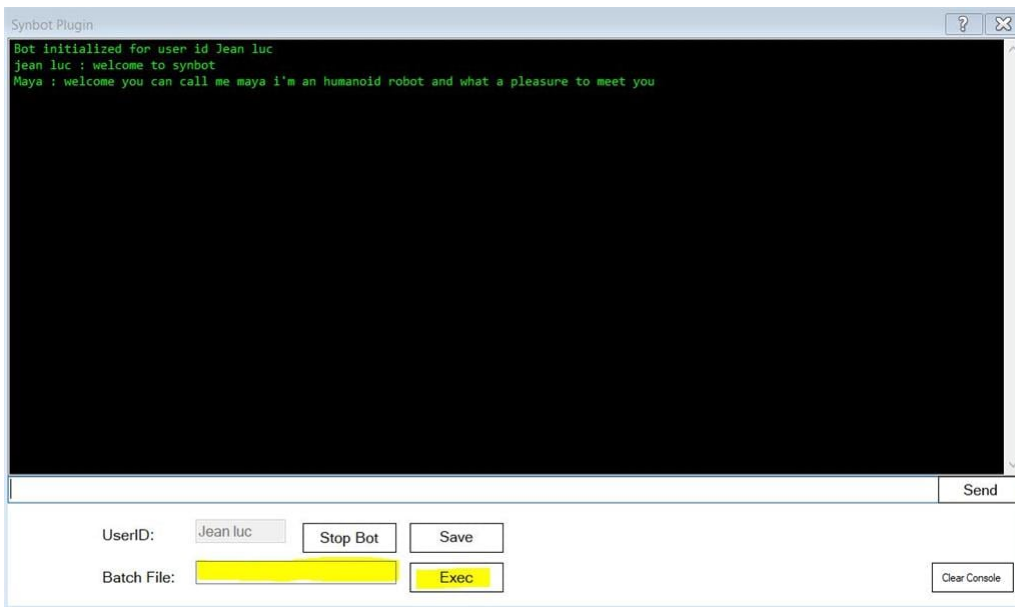 Synbot Plugin
Bot initialized for user id Jean luc
jean luc : welcome to synbot
Maya : welcome you can call me maya i'm an humanoid robot and what a pleasure to meet you
Send
UserID: Jean luc Stop Bot Save
Batch File: Exec Clear Console